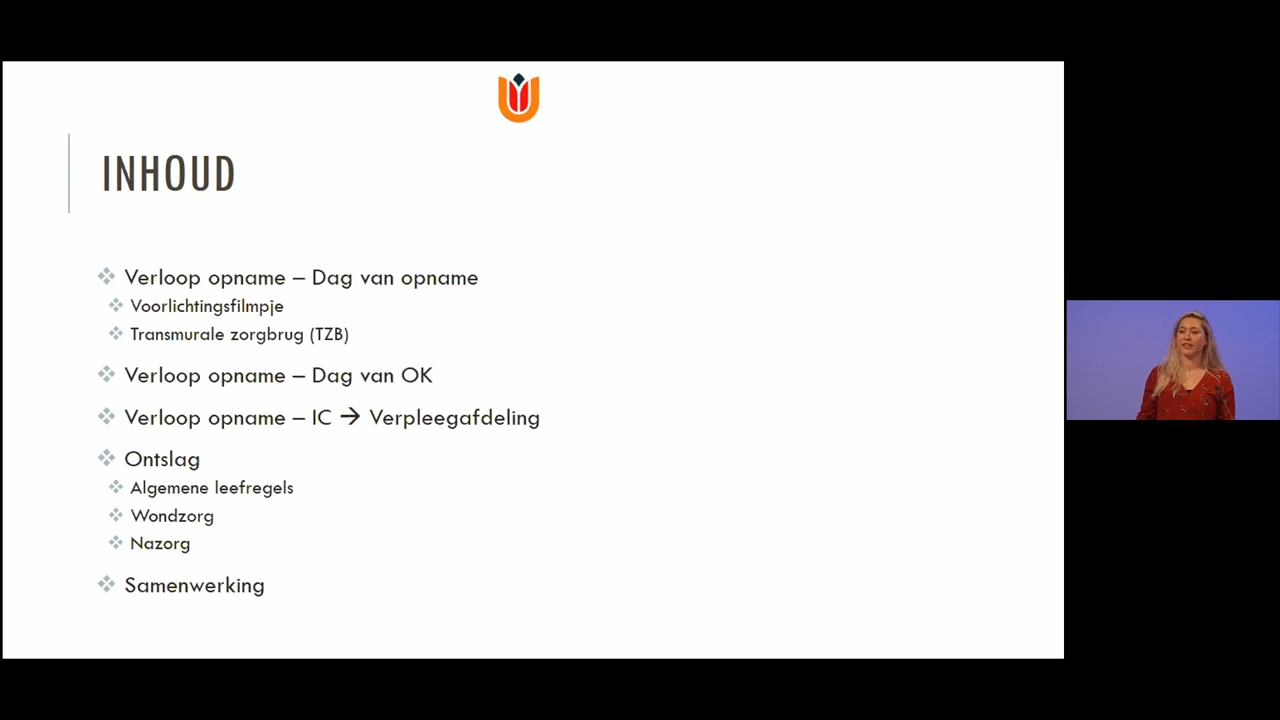 INHOUD
Verloop opname – Dag van opname
Voorlichtingsfilmpje
Transmurale zorgbrug (TZB)
Verloop opname – Dag van OK
Verloop opname – IC → Verpleegafdeling
Ontslag
Algemene leefregels
Wondzorg
Nazorg
Samenwerking